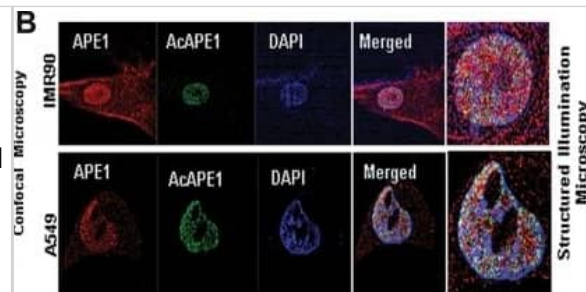 B
IMR90
APE1
AcAPE1
DAPI
Merged
A549
APE1
AcAPE1
DAPI
Merged
Confocal Microscopy
Structured Illumination
Microscopy